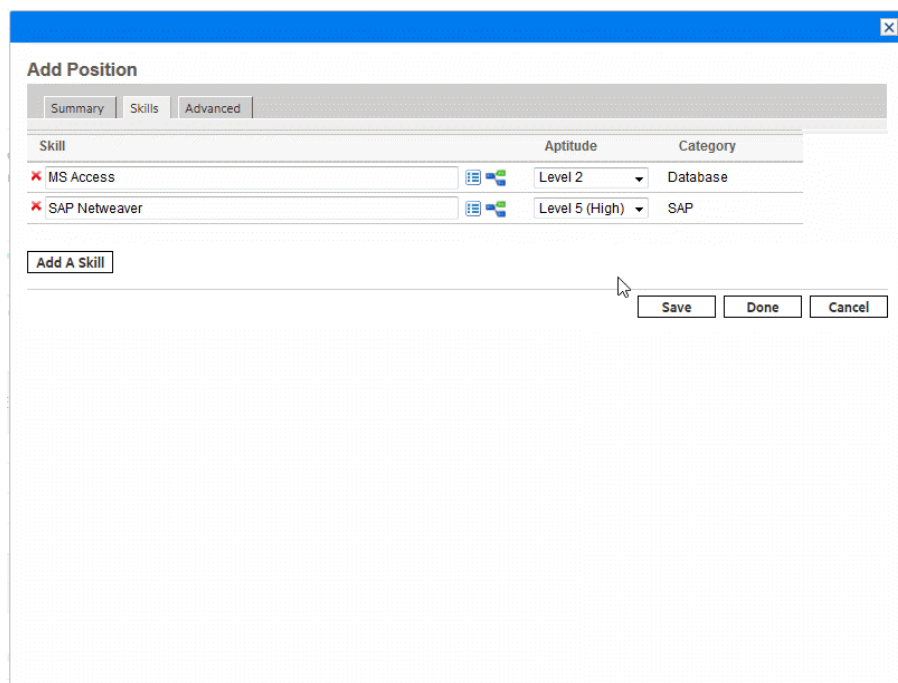 Add Position
Summary Skills Advanced
Skill Aptitude Category
MS Access Level 2 Database
SAP Netweaver Level 5 (High) SAP
Add A Skill
Save Done Cancel